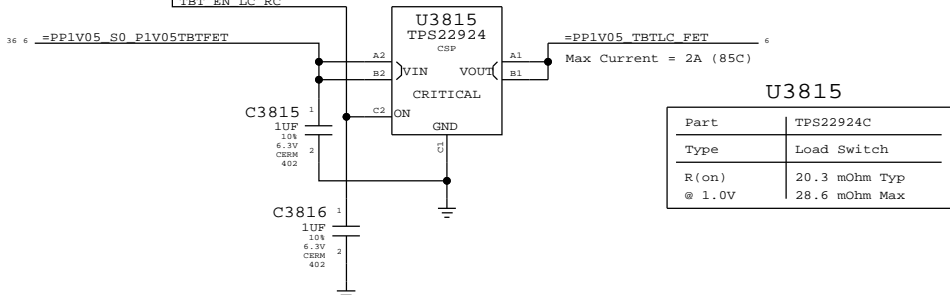 TBT_EN_LC_RC
U3815
TPS22924
CSP
36 6 =PP1V05_S0_P1V05TBTFET
=PP1V05_TBTLC_FET 6
A2 A1
Max Current = 2A (85C)
VIN VOUT
B2 B1
CRITICAL
C2 ON
GND
C1
C3815 1
1UF
10%
6.3V
CERM 2
402
U3815
Part TPS22924C
Type Load Switch
R(on) 20.3 mOhm Typ
@ 1.0V 28.6 mOhm Max
C3816 1
1UF
10%
6.3V
CERM 2
402